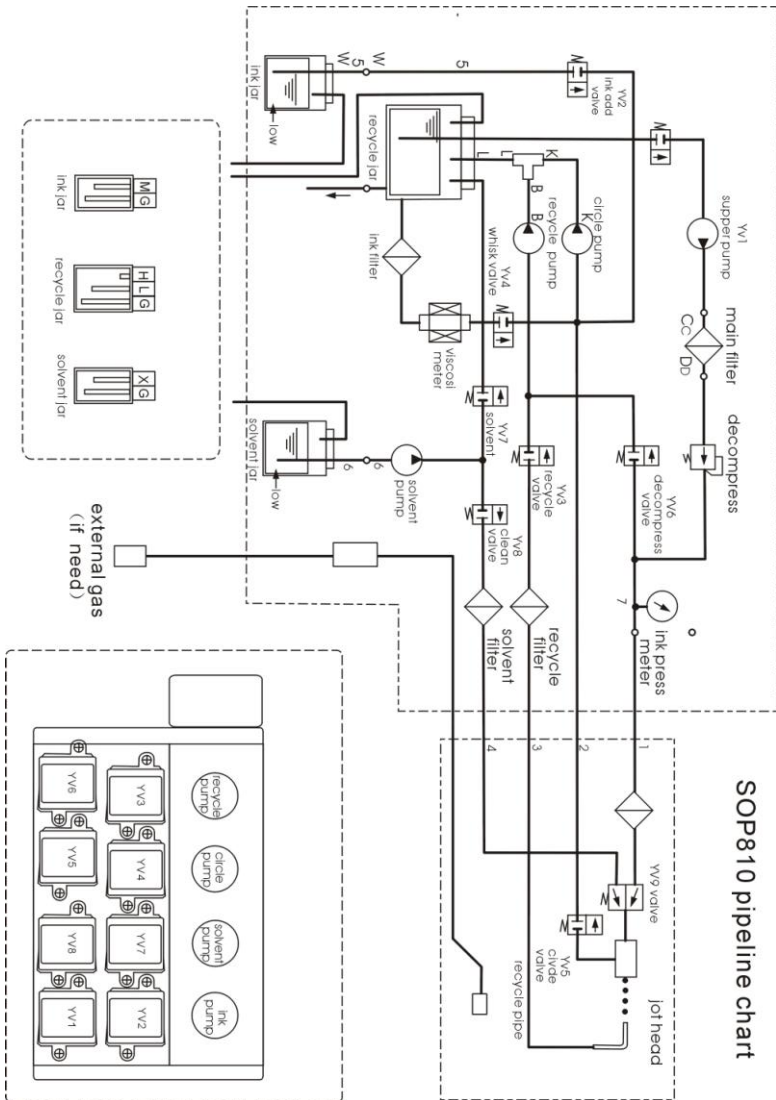 SOP810 pipeline chart
jot head
YV9 valve
YV5
clvde
valve
recycle pipe
1
2
3
4
decompress
main filter
CC
DD
Yv1
supper pump
ink press
meter
7
YV6
decompress
valve
YV2
ink add
valve
circle pump
K
K
recycle pump
B
B
L
L
Yv3
recycle
valve
recycle
filter
Yv4
whisk valve
viscosi
meter
ink filter
Yv7
solvent
Yv8
clean
valve
solvent
filter
solvent
pump
6
6
5
W
5
W
ink jar
low
recycle jar
solvent jar
low
external gas
(if need)
M G
ink jar
H L G
recycle jar
X G
solvent jar
recycle
pump
circle
pump
solvent
pump
ink
pump
YV3
YV4
YV7
YV2
YV6
YV5
YV8
YV1